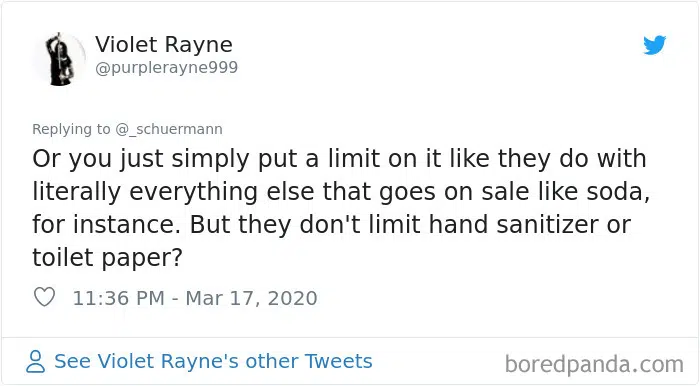 Violet Rayne
@purplerayne999
Replying to @_schuermann
Or you just simply put a limit on it like they do with
literally everything else that goes on sale like soda,
for instance. But they don't limit hand sanitizer or
toilet paper?
11:36 PM - Mar 17, 2020
See Violet Rayne's other Tweets
boredpanda.com